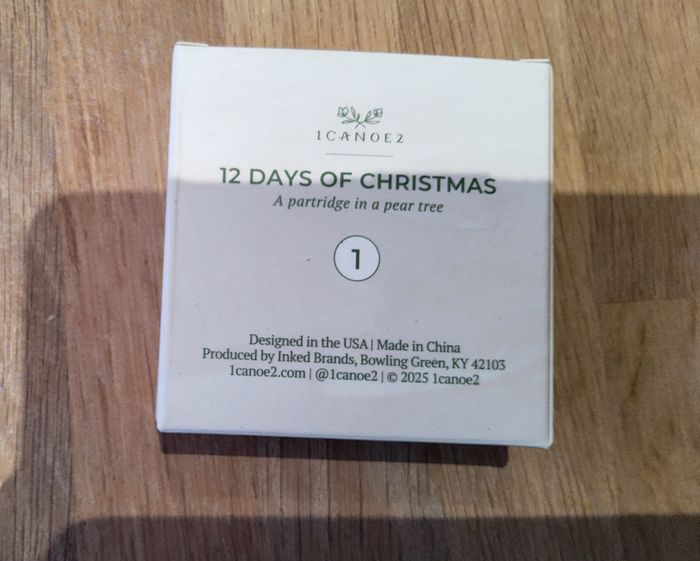 1CANOE2
12 DAYS OF CHRISTMAS
A partridge in a pear tree
1
Designed in the USA | Made in China
Produced by Inked Brands, Bowling Green, KY 42103
1canoe2.com | @1canoe2 | © 2025 1canoe2